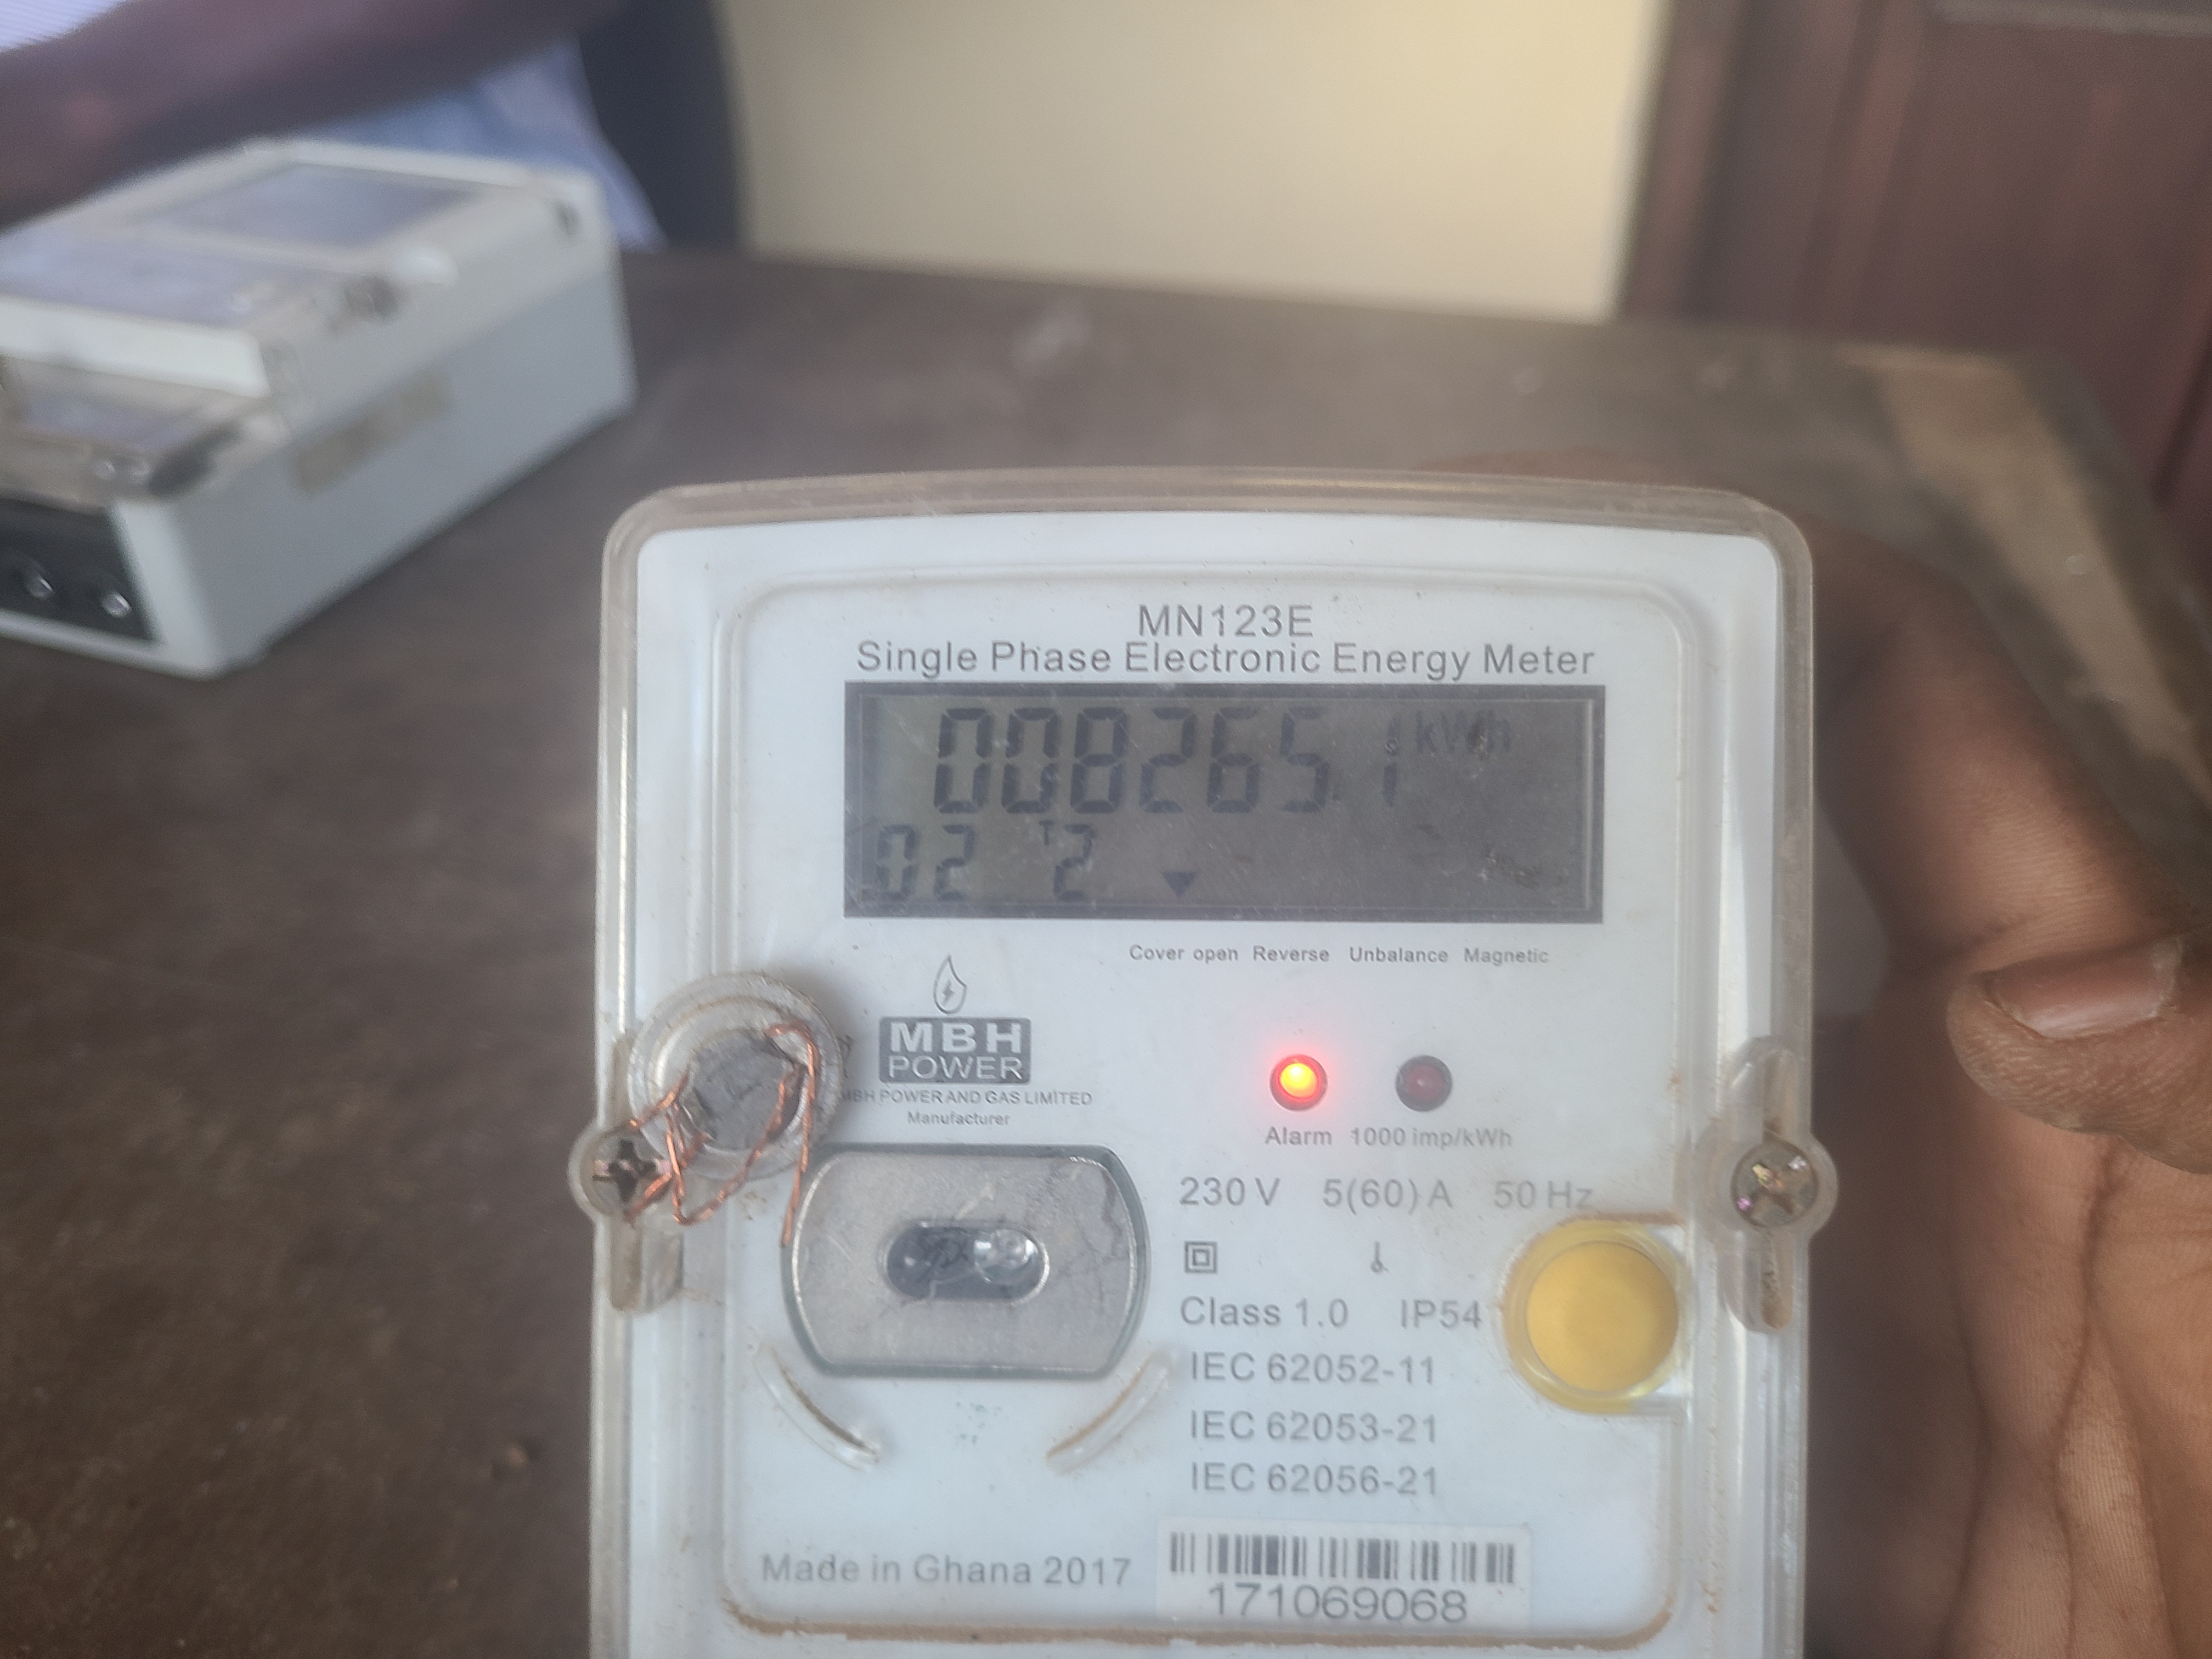 MN123E
Single Phase Electronic Energy Meter
008265.1 kWh
02 T2
Cover open Reverse Unbalance Magnetic
MBH
POWER
MBH POWER AND GAS LIMITED
Manufacturer
Alarm 1000 imp/kWh
230 V 5(60) A 50 Hz
Class 1.0 IP54
IEC 62052-11
IEC 62053-21
IEC 62056-21
Made in Ghana 2017
171069068